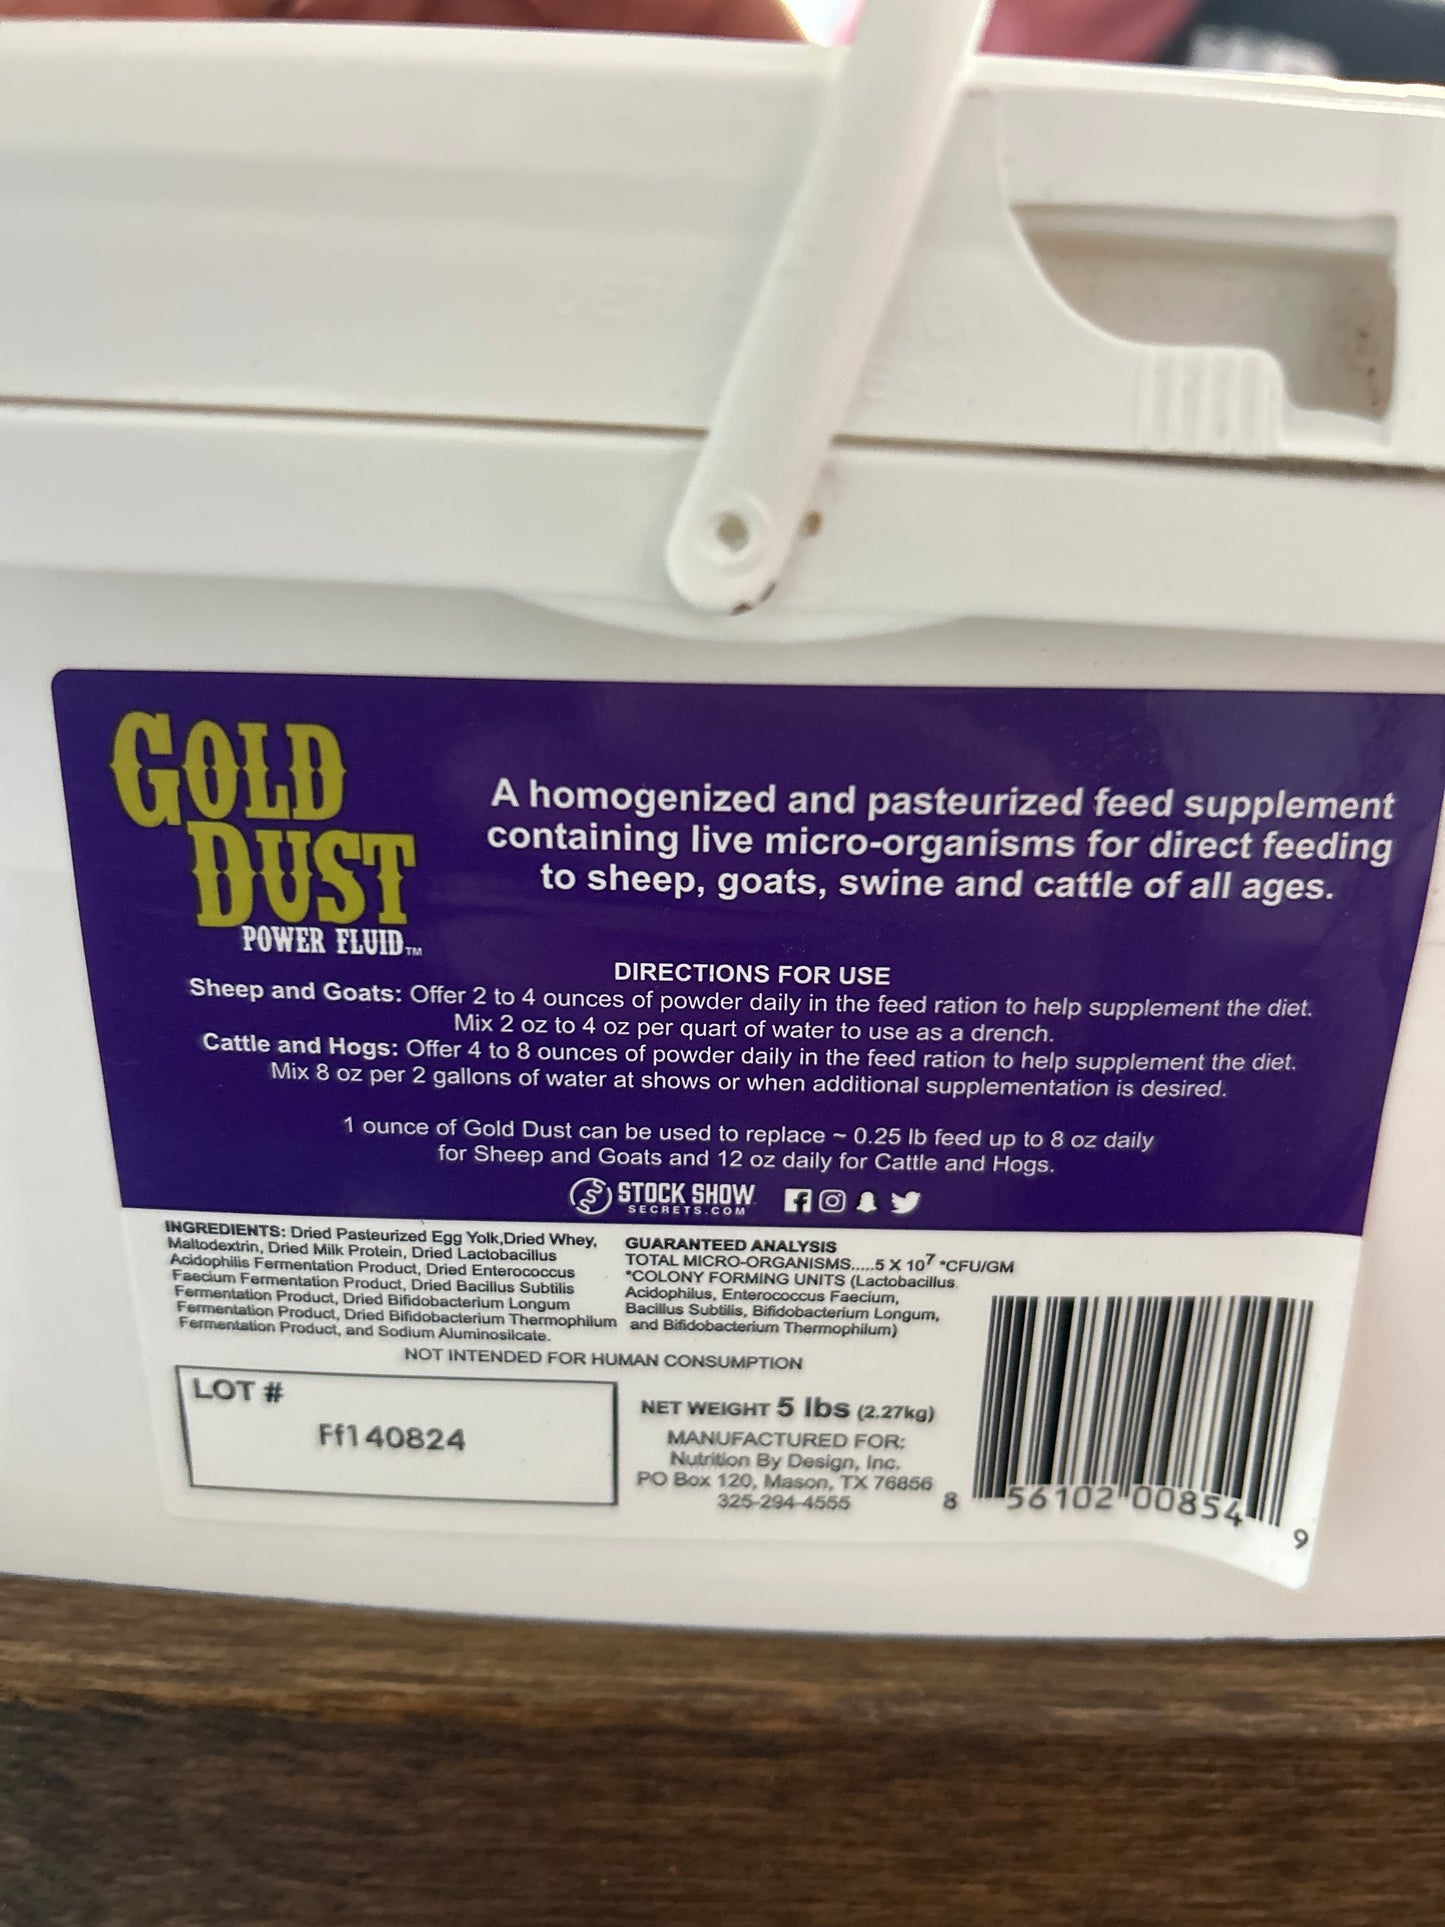 GOLD
DUST
POWER FLUID™
A homogenized and pasteurized feed supplement
containing live micro-organisms for direct feeding
to sheep, goats, swine and cattle of all ages.
DIRECTIONS FOR USE
Sheep and Goats: Offer 2 to 4 ounces of powder daily in the feed ration to help supplement the diet.
Mix 2 oz to 4 oz per quart of water to use as a drench.
Cattle and Hogs: Offer 4 to 8 ounces of powder daily in the feed ration to help supplement the diet.
Mix 8 oz per 2 gallons of water at shows or when additional supplementation is desired.
1 ounce of Gold Dust can be used to replace ~ 0.25 lb feed up to 8 oz daily
for Sheep and Goats and 12 oz daily for Cattle and Hogs.
STOCK SHOW
SECRETS.COM
INGREDIENTS: Dried Pasteurized Egg Yolk,Dried Whey,
Maltodextrin, Dried Milk Protein, Dried Lactobacillus
Acidophilis Fermentation Product, Dried Enterococcus
Faecium Fermentation Product, Dried Bacillus Subtilis
Fermentation Product, Dried Bifidobacterium Longum
Fermentation Product, Dried Bifidobacterium Thermophilum
Fermentation Product, and Sodium Aluminosilcate.
GUARANTEED ANALYSIS
TOTAL MICRO-ORGANISMS.....5 X 10⁷ *CFU/GM
*COLONY FORMING UNITS (Lactobacillus
Acidophilus, Enterococcus Faecium,
Bacillus Subtilis, Bifidobacterium Longum,
and Bifidobacterium Thermophilum)
NOT INTENDED FOR HUMAN CONSUMPTION
LOT #
Ff140824
NET WEIGHT 5 lbs (2.27kg)
MANUFACTURED FOR:
Nutrition By Design, Inc.
PO Box 120, Mason, TX 76856
325-294-4555
8 56102 00854 9